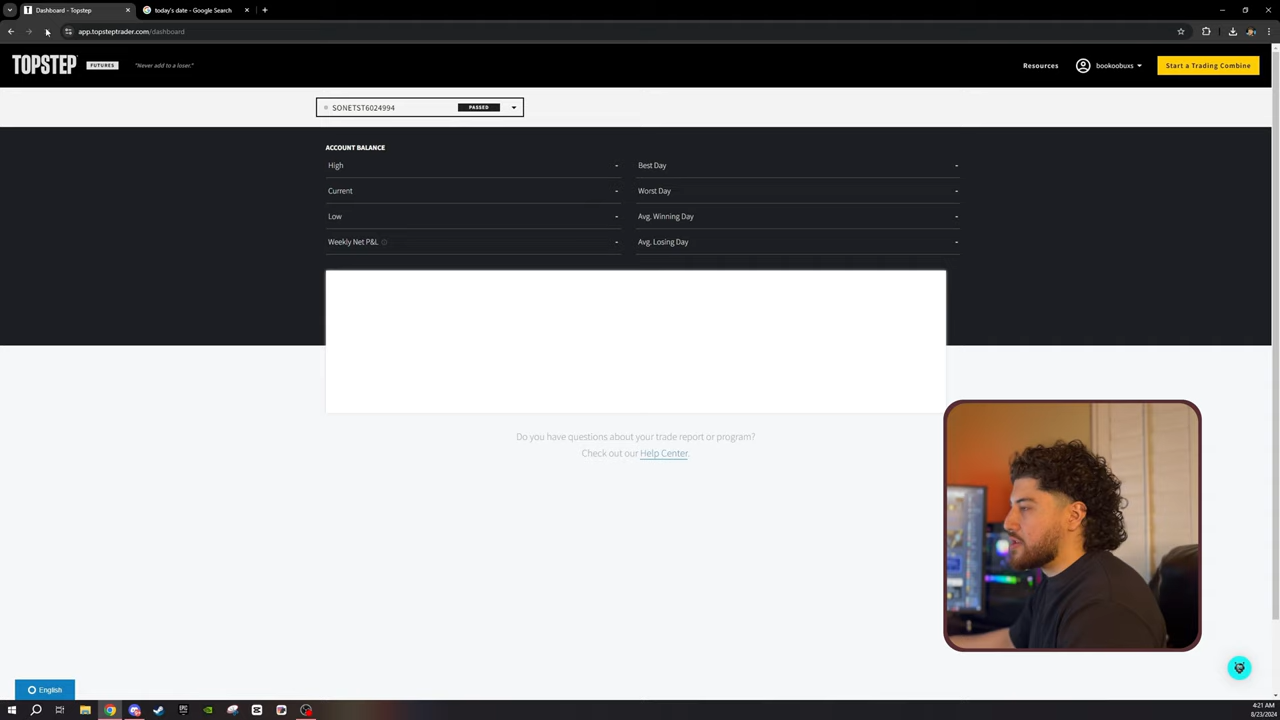 Dashboard - Topstep
today's date - Google Search
app.topsteptrader.com/dashboard
TOPSTEP
FUTURES
"Never add to a loser."
Resources
bookoobuxs
Start a Trading Combine
SONETST6024994
PASSED
ACCOUNT BALANCE
High -
Best Day -
Current -
Worst Day -
Low -
Avg. Winning Day -
Weekly Net P&L -
Avg. Losing Day -
Do you have questions about your trade report or program?
Check out our Help Center.
English
4:21 AM
8/23/2024